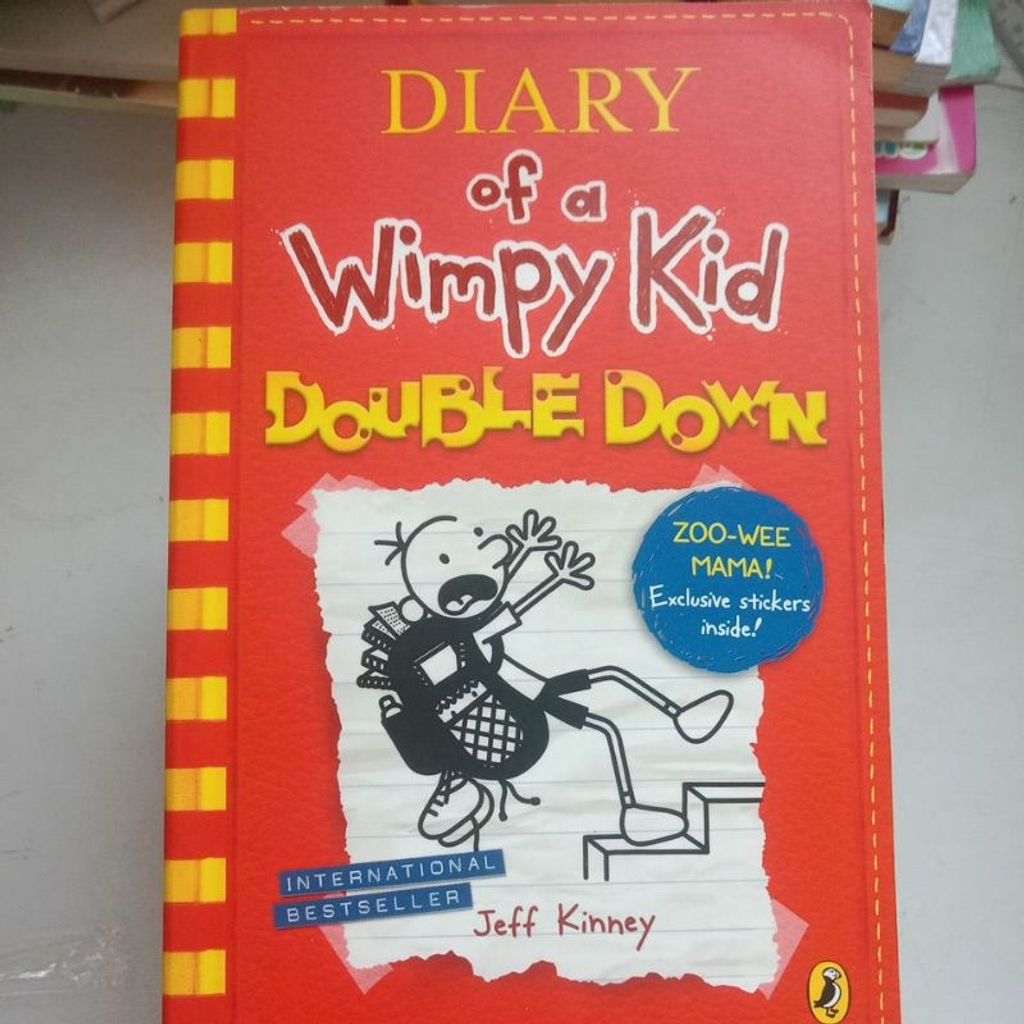 DIARY
of a
Wimpy Kid
DOUBLE DOWN
ZOO-WEE
MAMA!
Exclusive stickers
inside!
INTERNATIONAL
BESTSELLER
Jeff Kinney